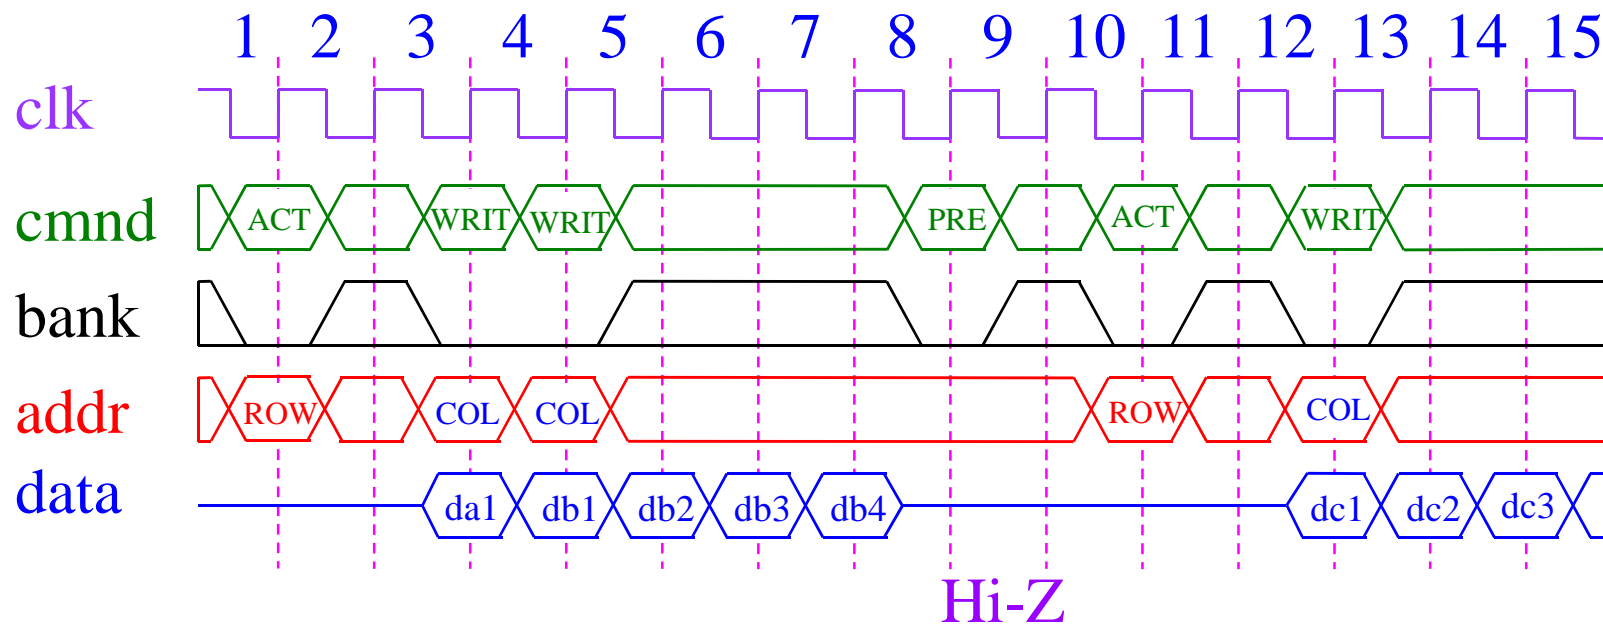 1 2 3 4 5 6 7 8 9 10 11 12 13 14 15
clk
cmnd ACT WRIT WRIT PRE ACT WRIT
bank
addr ROW COL COL ROW COL
data da1 db1 db2 db3 db4 dc1 dc2 dc3
Hi-Z